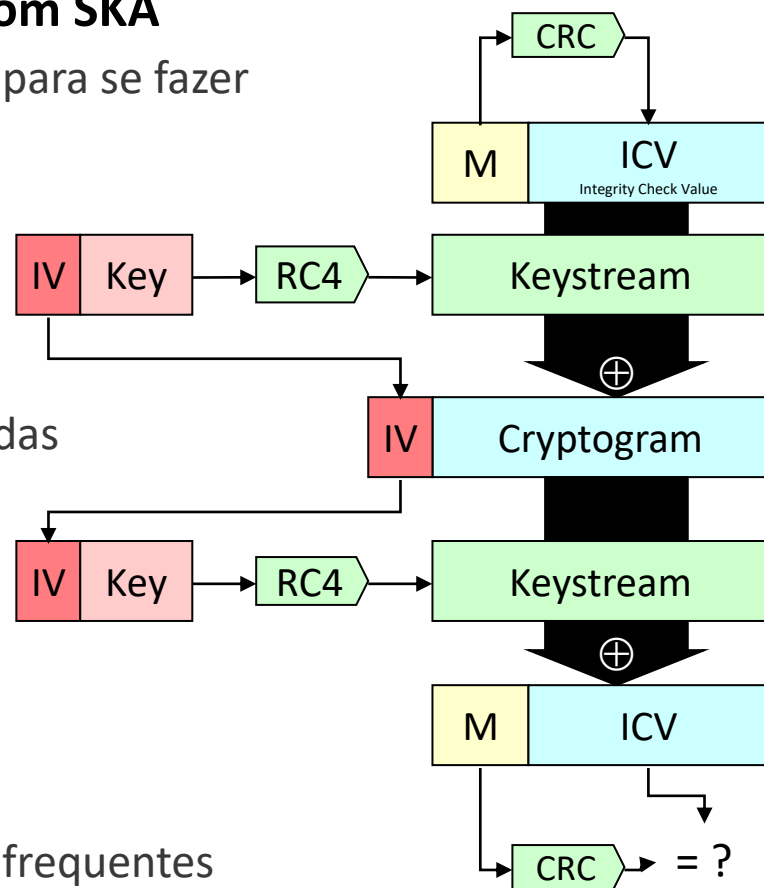 om SKA
CRC
para se fazer
M ICV
Integrity Check Value
IV Key RC4 Keystream
⊕
das
IV Cryptogram
IV Key RC4 Keystream
⊕
M ICV
frequentes
CRC = ?